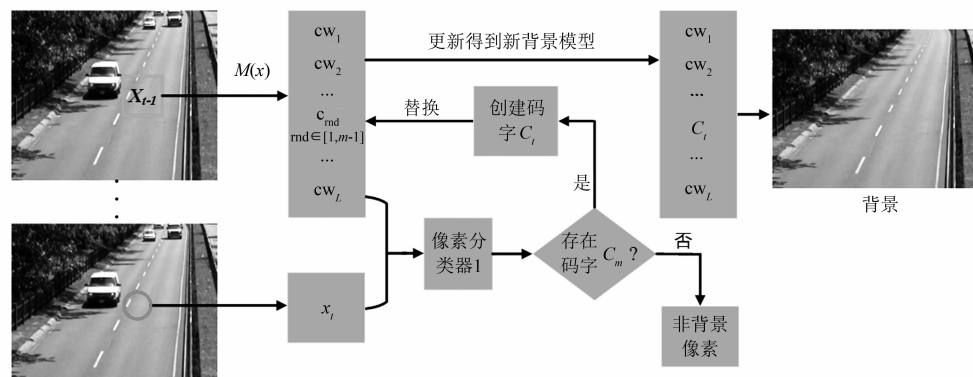 X_{t-1}
M(x)
cw_1
cw_2
...
c_{rnd}
rnd∈[1,m-1]
...
cw_L
更新得到新背景模型
替换
创建码
字 C_t
是
cw_1
cw_2
...
C_t
...
cw_L
背景
x_t
像素分
类器1
存在
码字 C_m ?
否
非背景
像素